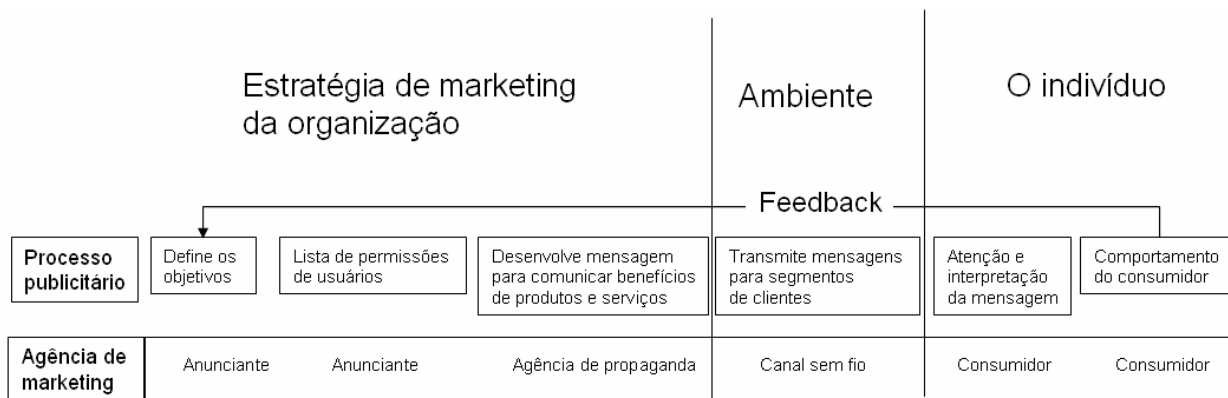 Estratégia de marketing
da organização
Ambiente
O indivíduo
Feedback
Processo
publicitário
Define os
objetivos
Lista de permissões
de usuários
Desenvolve mensagem
para comunicar benefícios
de produtos e serviços
Transmite mensagens
para segmentos
de clientes
Atenção e
interpretação
da mensagem
Comportamento
do consumidor
Agência de
marketing
Anunciante
Anunciante
Agência de propaganda
Canal sem fio
Consumidor
Consumidor